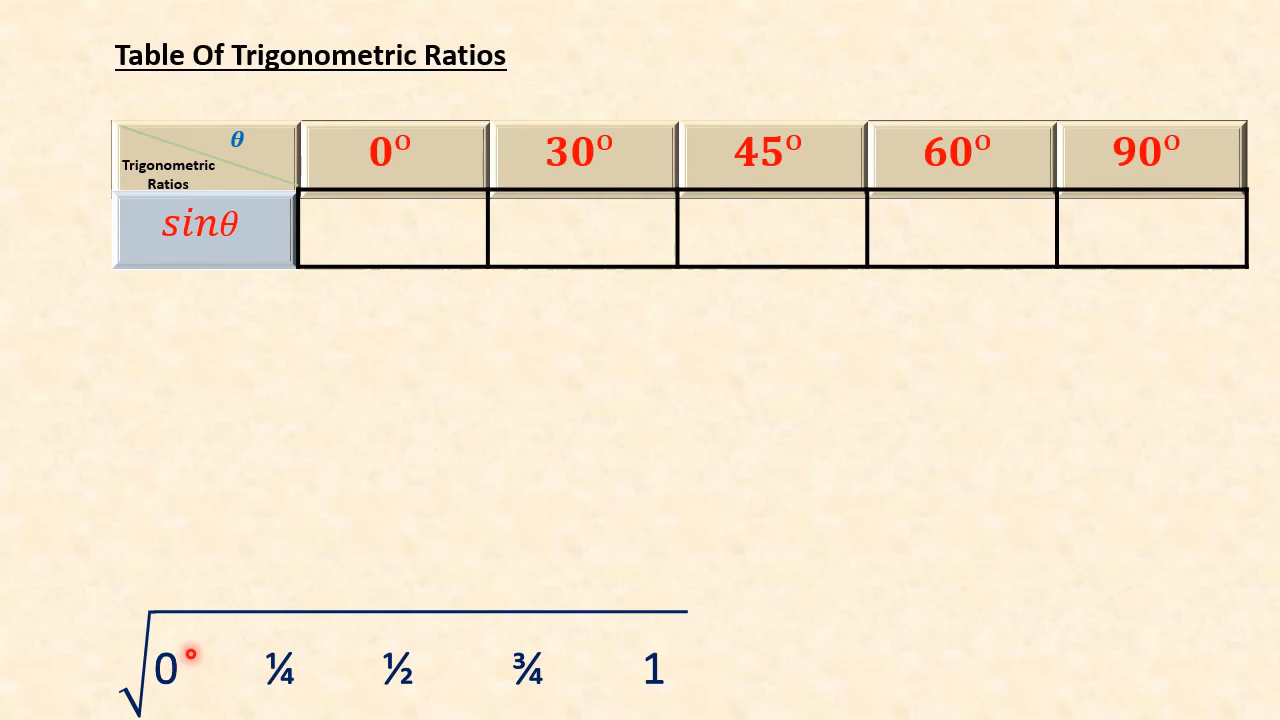 Table Of Trigonometric Ratios
θ
Trigonometric
Ratios
0° 30° 45° 60° 90°
sinθ
√ 0 ¼ ½ ¾ 1